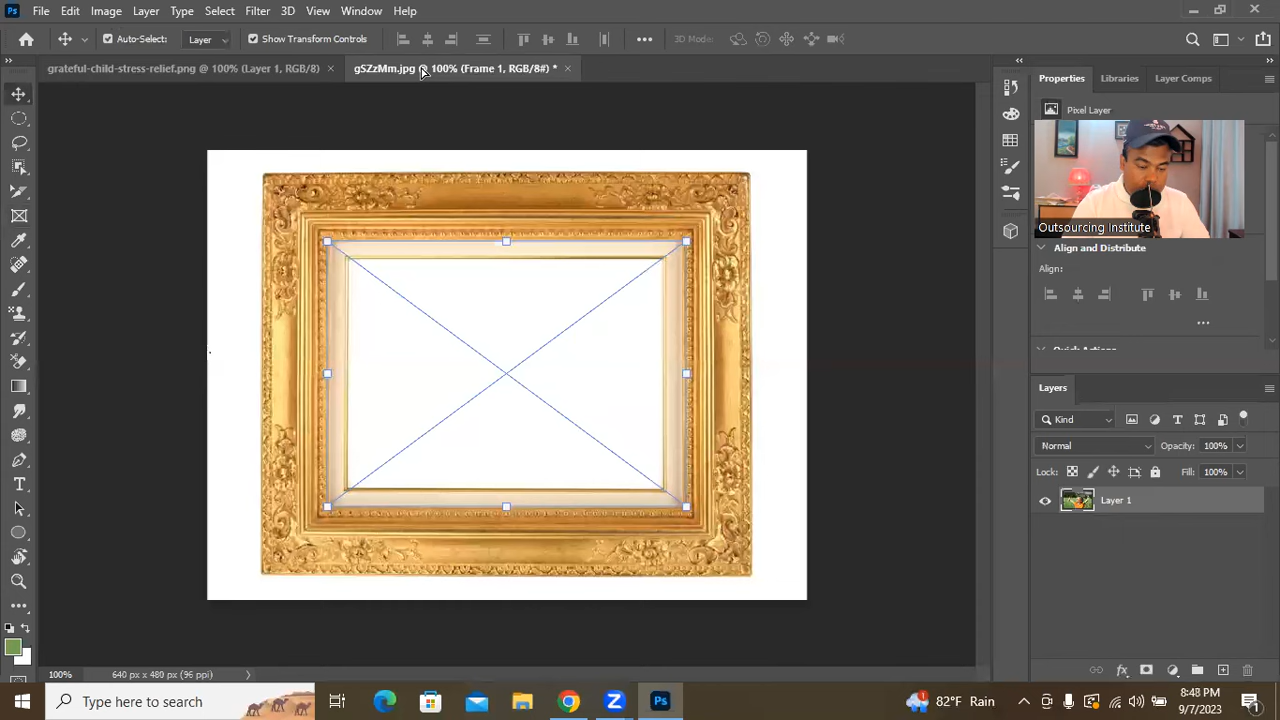 Ps File Edit Image Layer Type Select Filter 3D View Window Help
Auto-Select: Layer Show Transform Controls 3D Mode:
grateful-child-stress-relief.png @ 100% (Layer 1, RGB/8) gSZzMm.jpg @ 100% (Frame 1, RGB/8#) *
Properties Libraries Layer Comps
Pixel Layer
Outsourcing Institute
Align and Distribute
Align:
Quick Actions
Layers
Kind
Normal Opacity: 100%
Lock: Fill: 100%
Layer 1
100% 640 px x 480 px (96 ppi)
Type here to search Ps 82°F Rain 6:48 PM
9/7/2023